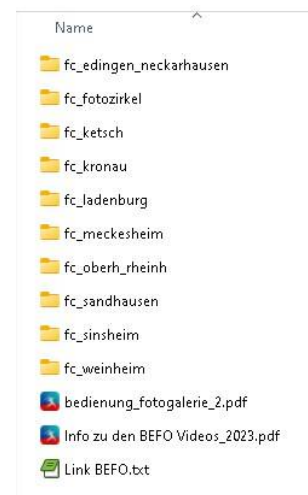 Name
fc_edingen_neckarhausen
fc_fotozirkel
fc_ketsch
fc_kronau
fc_ladenburg
fc_meckesheim
fc_oberh_rheinh
fc_sandhausen
fc_sinsheim
fc_weinheim
bedienung_fotogalerie_2.pdf
Info zu den BEFO Videos_2023.pdf
Link BEFO.txt